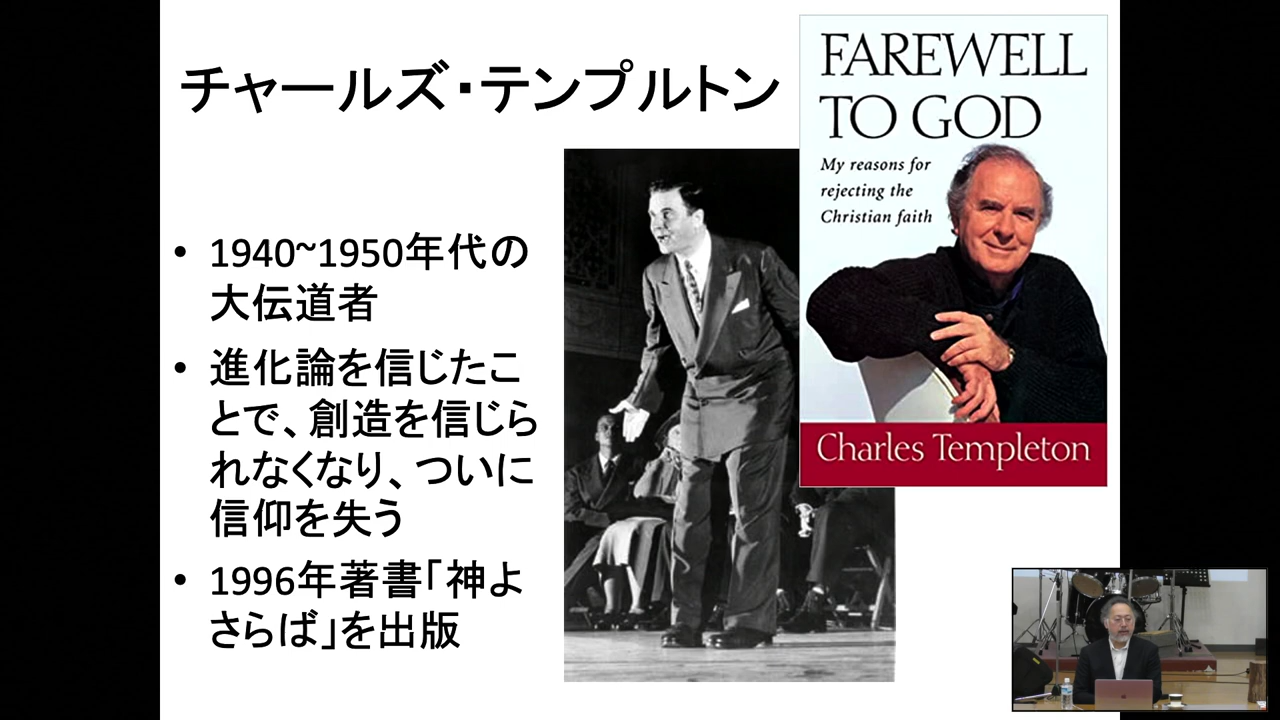 チャールズ・テンプルトン
• 1940~1950年代の
大伝道者
• 進化論を信じたこ
とで、創造を信じら
れなくなり、ついに
信仰を失う
• 1996年著書「神よ
さらば」を出版
FAREWELL
TO GOD
My reasons for
rejecting the
Christian faith
Charles Templeton